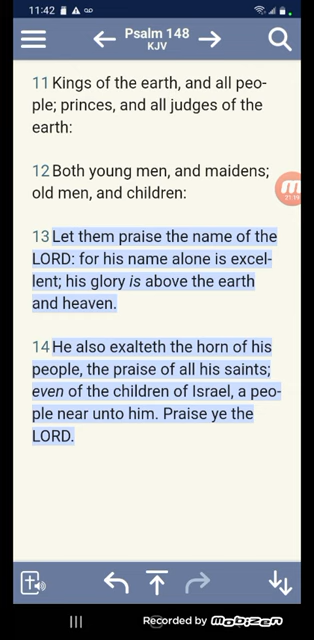 11:42
Psalm 148
KJV
11 Kings of the earth, and all peo-
ple; princes, and all judges of the
earth:
12 Both young men, and maidens;
old men, and children:
13 Let them praise the name of the
LORD: for his name alone is excel-
lent; his glory is above the earth
and heaven.
14 He also exalteth the horn of his
people, the praise of all his saints;
even of the children of Israel, a peo-
ple near unto him. Praise ye the
LORD.
Recorded by mobizen